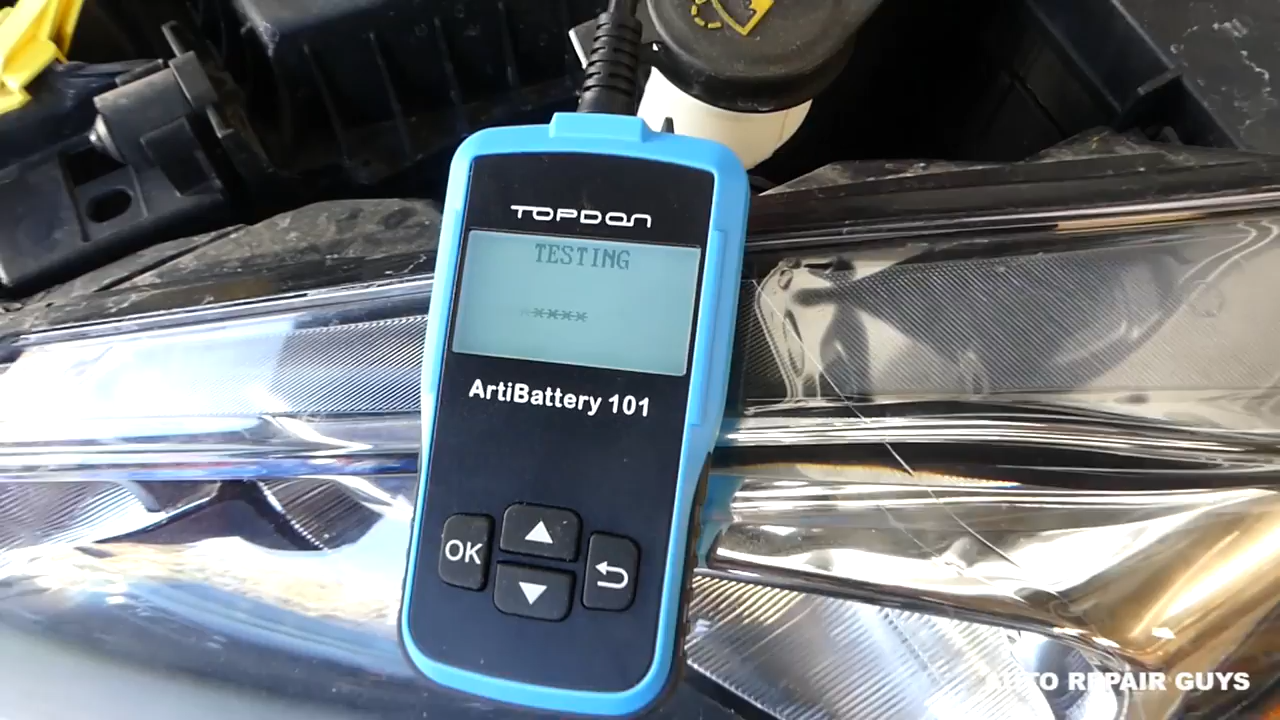 TOPDON
TESTING
****
ArtiBattery 101
OK
AUTO REPAIR GUYS